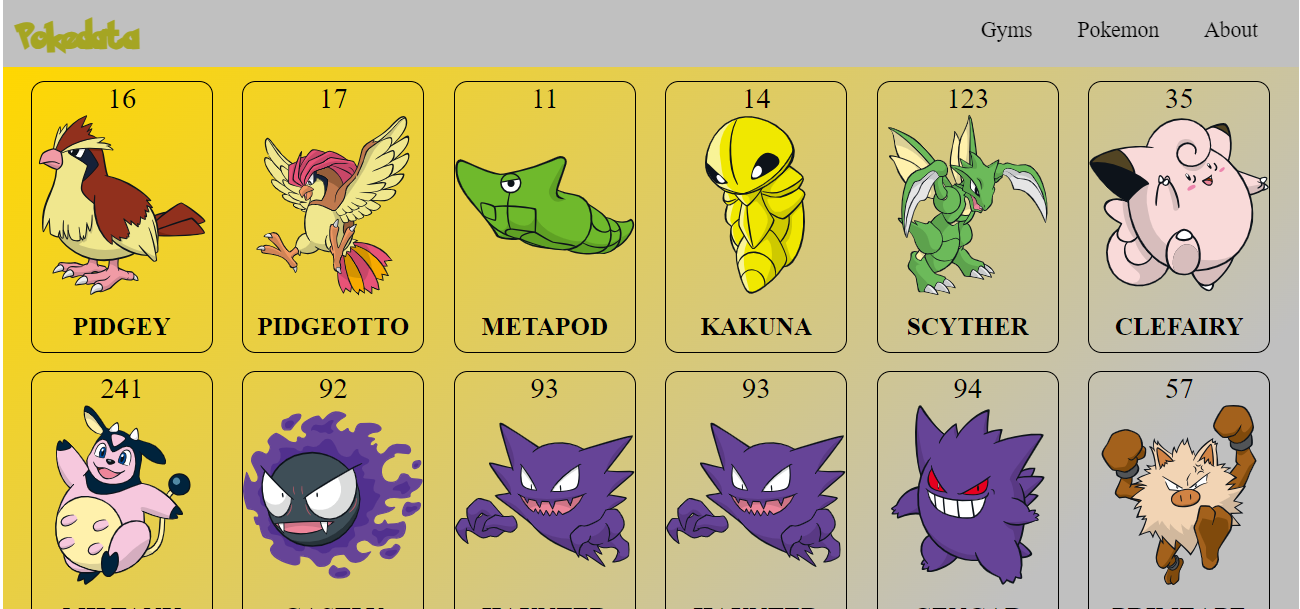 Pokedata
Gyms Pokemon About
16 17 11 14 123 35
PIDGEY PIDGEOTTO METAPOD KAKUNA SCYTHER CLEFAIRY
241 92 93 93 94 57